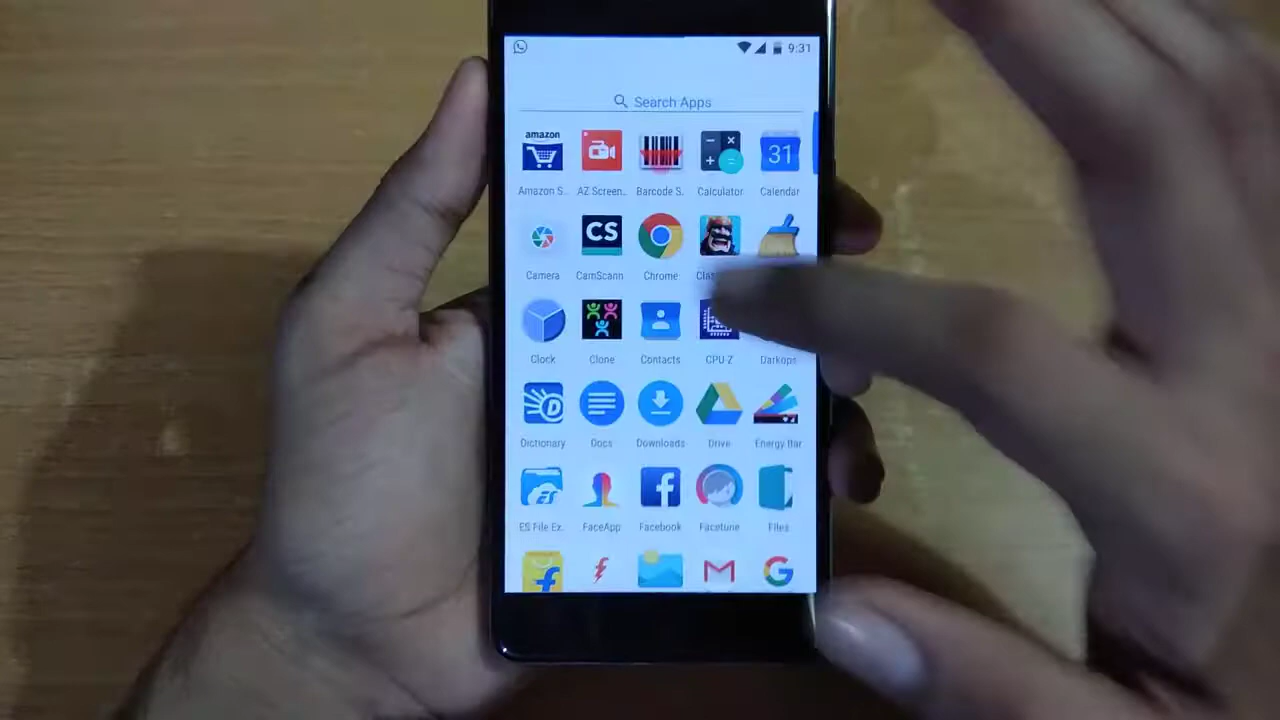 9:31
Search Apps
amazon
31
Amazon S.. AZ Screen.. Barcode S. Calculator Calendar
CS
Camera CamScann Chrome
Clock Clone Contacts CPU-Z Darkops
Dictionary Docs Downloads Drive Energy Bar
ES File Ex. FaceApp Facebook Facetune Files